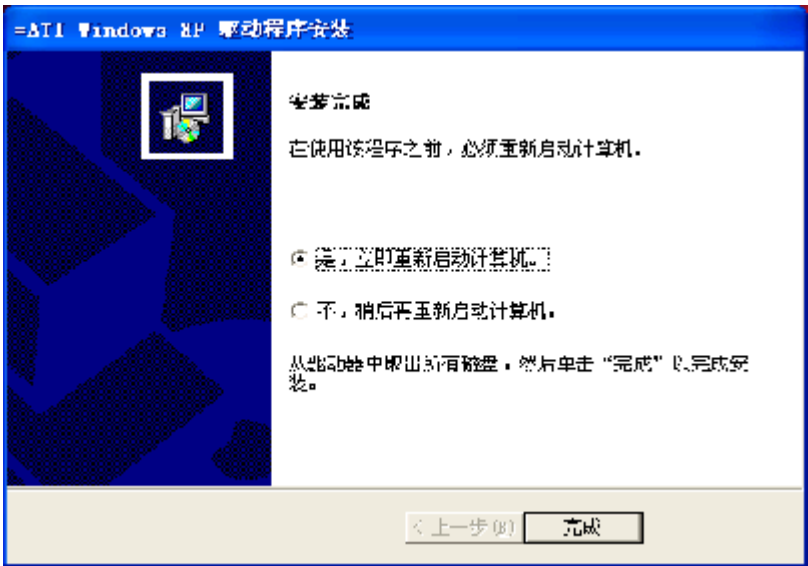 =ATI Windows XP 驱动程序安装
安装完成
在使用该程序之前，必须重新启动计算机。
是，立即重新启动计算机。
不，稍后再重新启动计算机。
从驱动器中取出所有磁盘，然后单击“完成”以完成安
装。
< 上一步(B)
完成